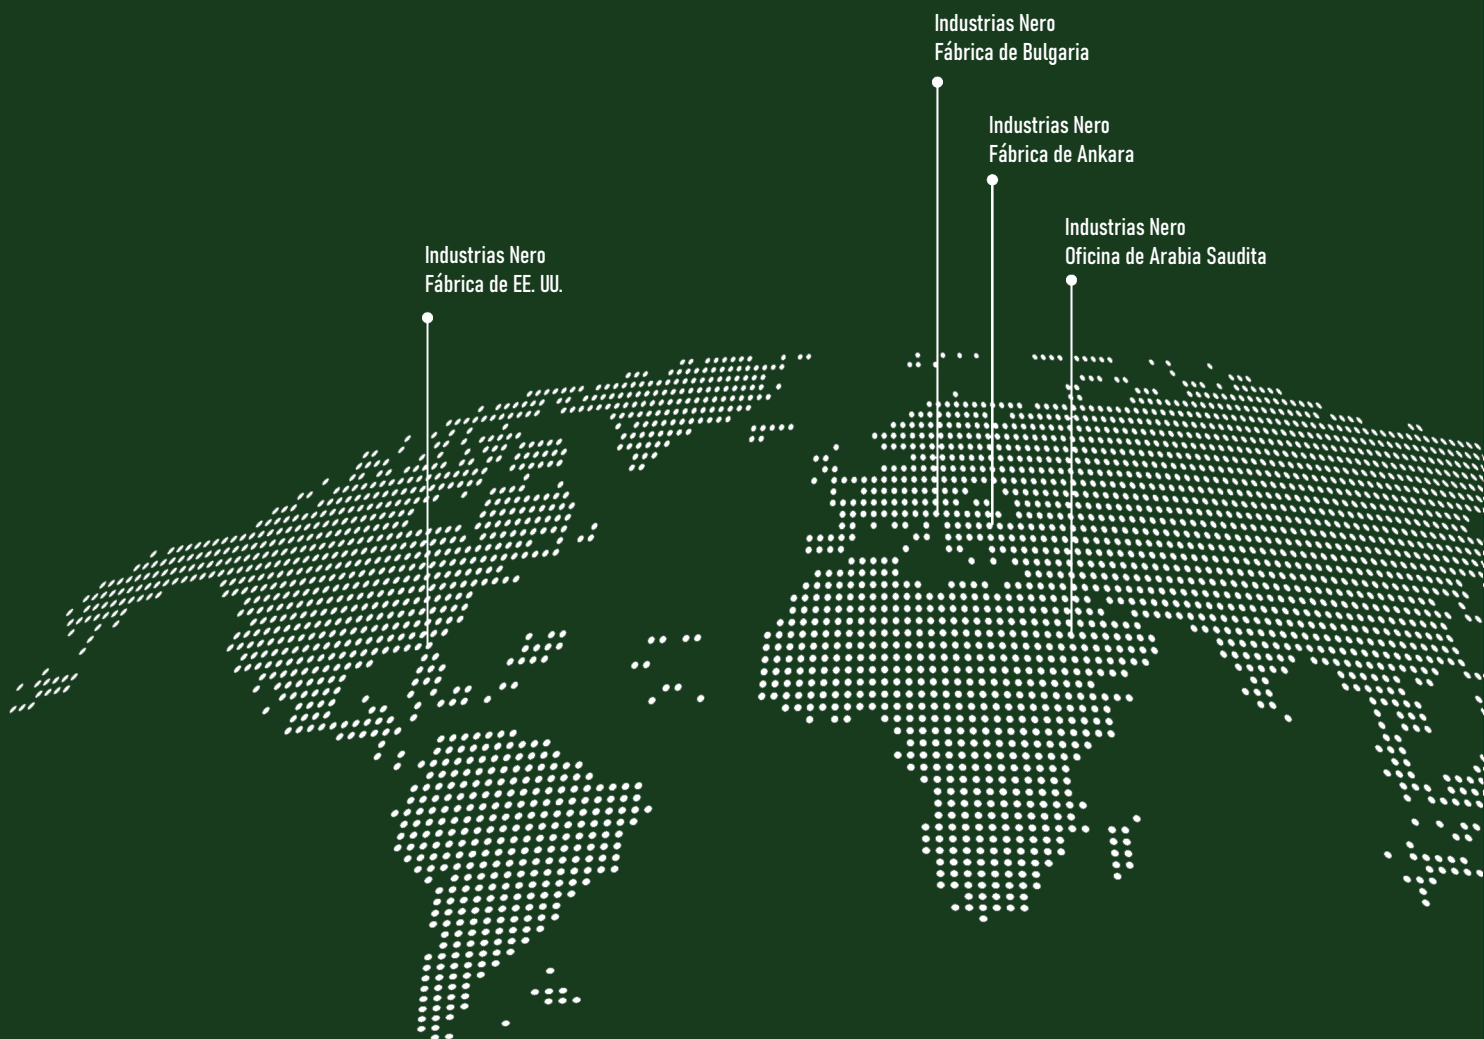 Industrias Nero
Fábrica de Bulgaria
Industrias Nero
Fábrica de Ankara
Industrias Nero
Oficina de Arabia Saudita
Industrias Nero
Fábrica de EE. UU.